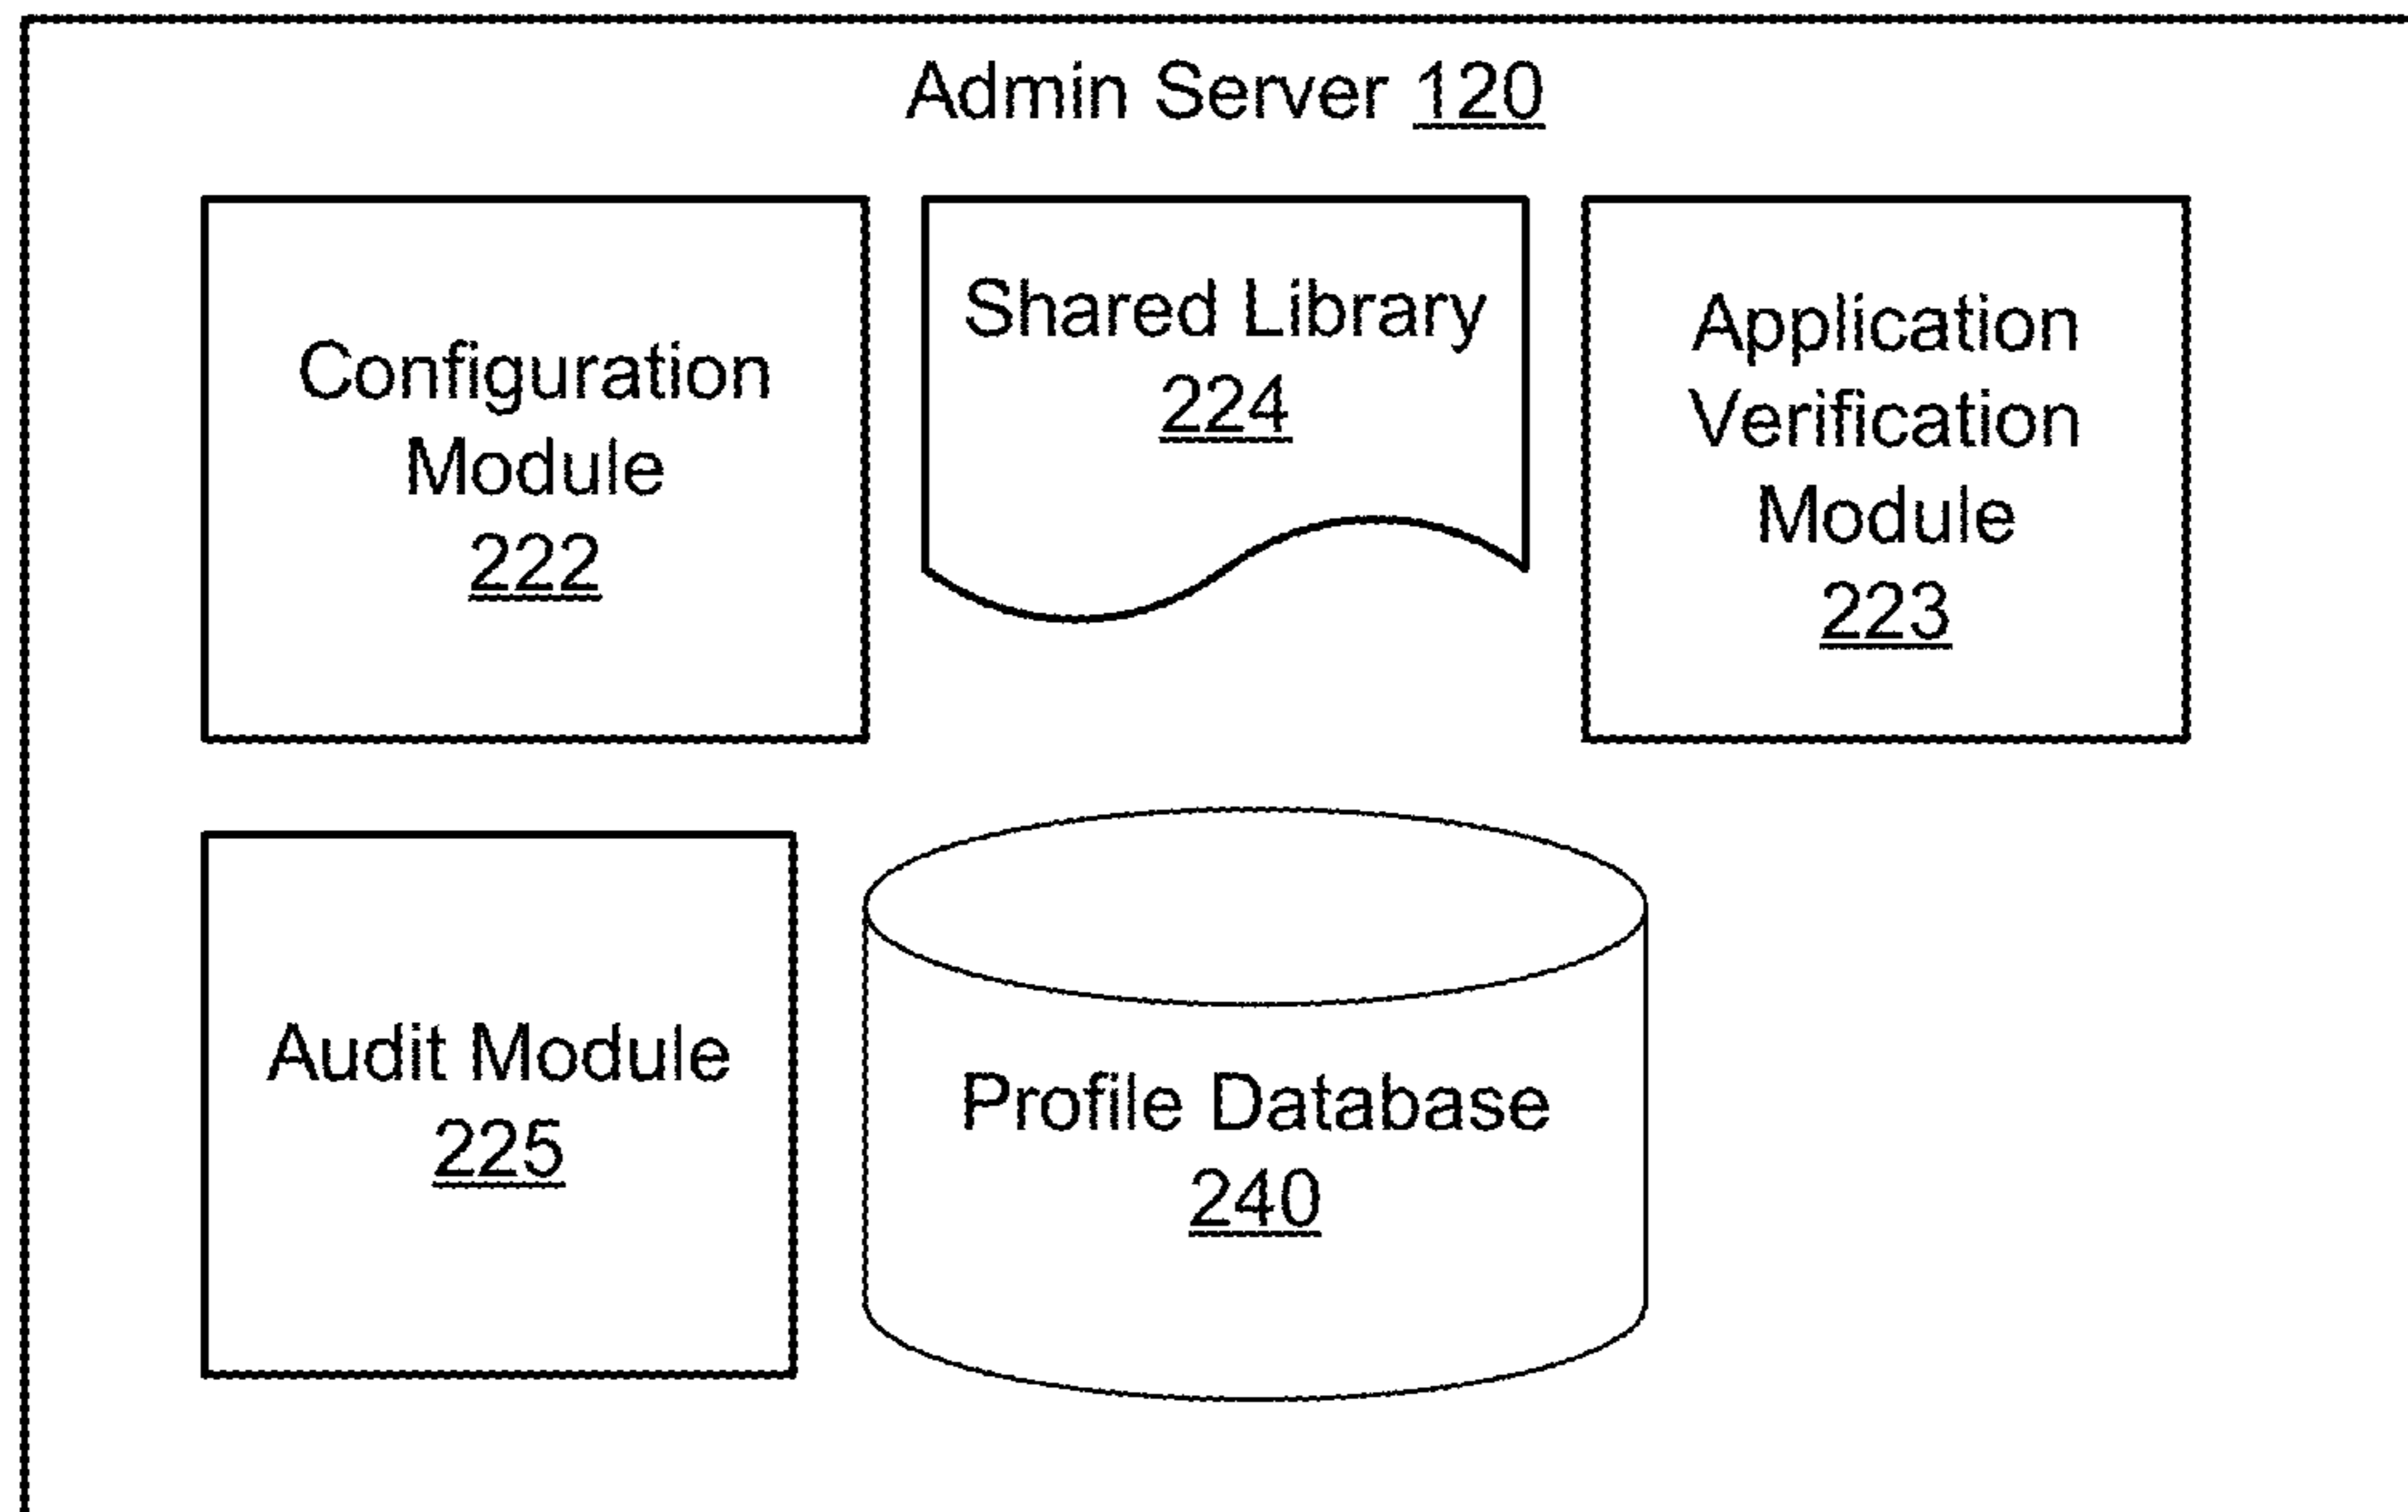 Admin Server 120
Configuration
Module
222
Shared Library
224
Application
Verification
Module
223
Audit Module
225
Profile Database
240